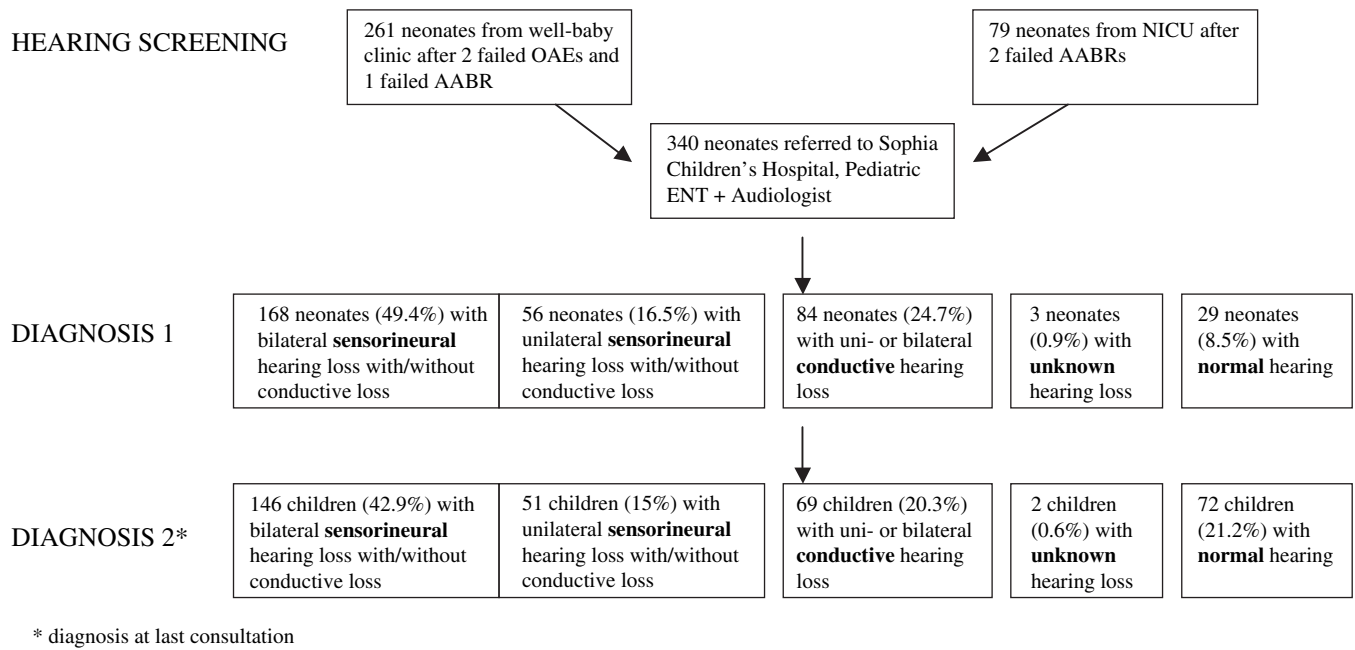 HEARING SCREENING
261 neonates from well-baby
clinic after 2 failed OAEs and
1 failed AABR
79 neonates from NICU after
2 failed AABRs
340 neonates referred to Sophia
Children's Hospital, Pediatric
ENT + Audiologist
DIAGNOSIS 1
168 neonates (49.4%) with
bilateral sensorineural
hearing loss with/without
conductive loss
56 neonates (16.5%) with
unilateral sensorineural
hearing loss with/without
conductive loss
84 neonates (24.7%)
with uni- or bilateral
conductive hearing
loss
3 neonates
(0.9%) with
unknown
hearing loss
29 neonates
(8.5%) with
normal hearing
DIAGNOSIS 2*
146 children (42.9%) with
bilateral sensorineural
hearing loss with/without
conductive loss
51 children (15%) with
unilateral sensorineural
hearing loss with/without
conductive loss
69 children (20.3%)
with uni- or bilateral
conductive hearing
loss
2 children
(0.6%) with
unknown
hearing loss
72 children
(21.2%) with
normal hearing
* diagnosis at last consultation